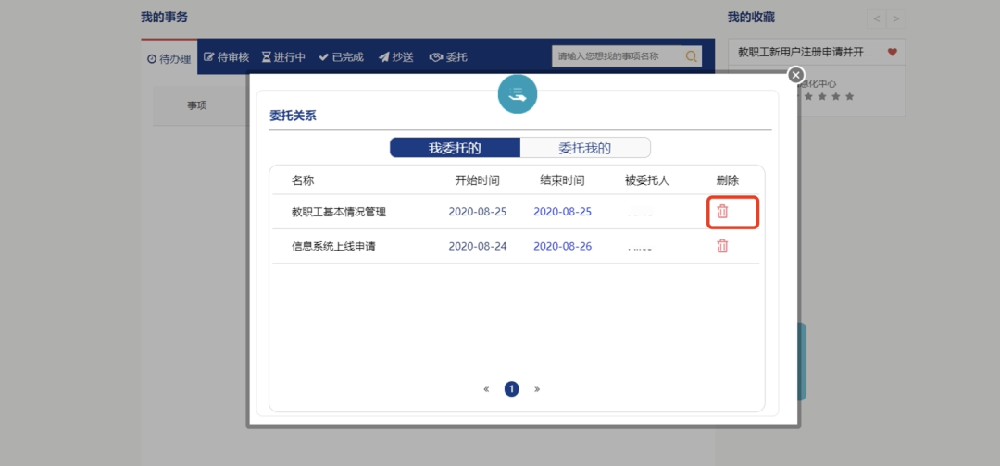 我的事务
我的收藏
< >
待办理 待审核 进行中 已完成 抄送 委托 请输入您想找的事项名称
教职工新用户注册申请并开…
息化中心
事项
委托关系
我委托的 委托我的
名称 开始时间 结束时间 被委托人 删除
教职工基本情况管理 2020-08-25 2020-08-25
信息系统上线申请 2020-08-24 2020-08-26
« 1 »